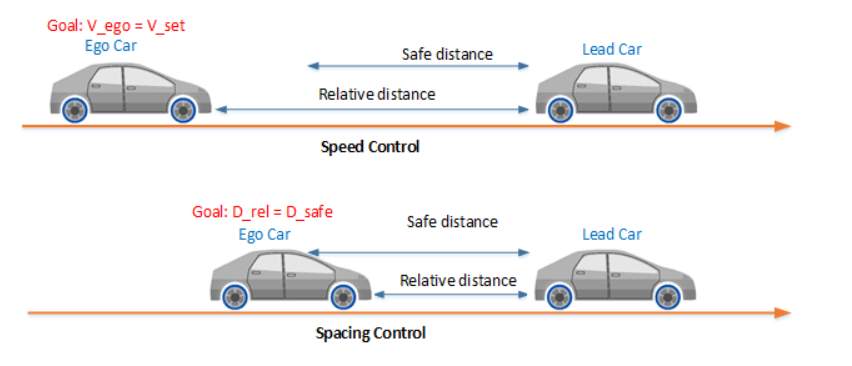 Goal: V_ego = V_set
Ego Car
Safe distance
Lead Car
Relative distance
Speed Control
Goal: D_rel = D_safe
Ego Car
Safe distance
Lead Car
Relative distance
Spacing Control